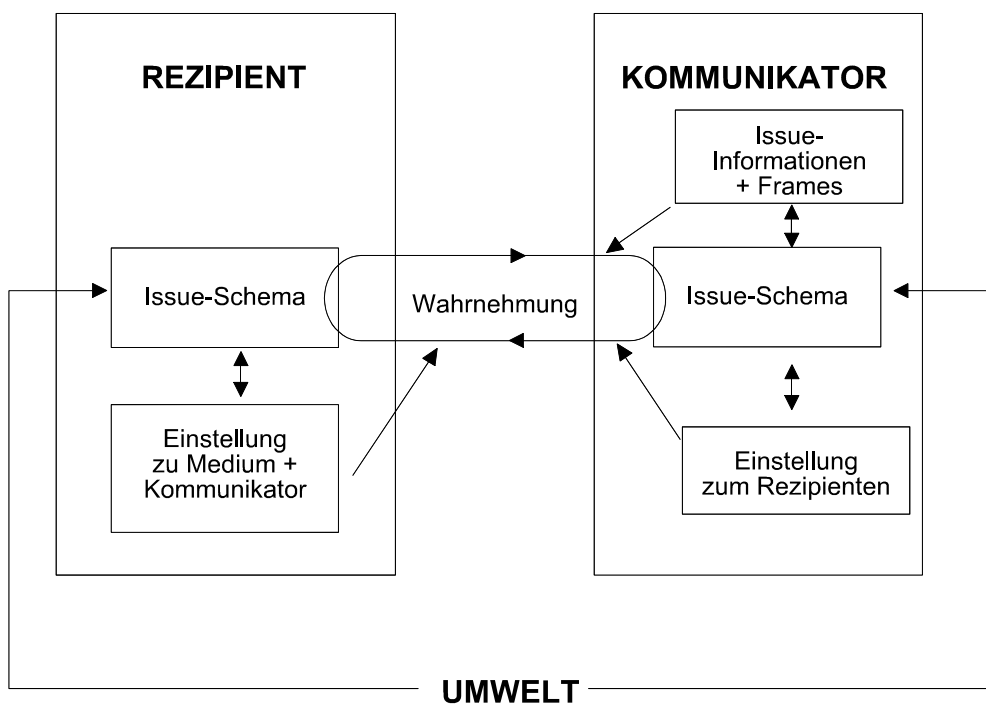 REZIPIENT
Issue-Schema
Einstellung
zu Medium +
Kommunikator
Wahrnehmung
KOMMUNIKATOR
Issue-
Informationen
+ Frames
Issue-Schema
Einstellung
zum Rezipienten
UMWELT